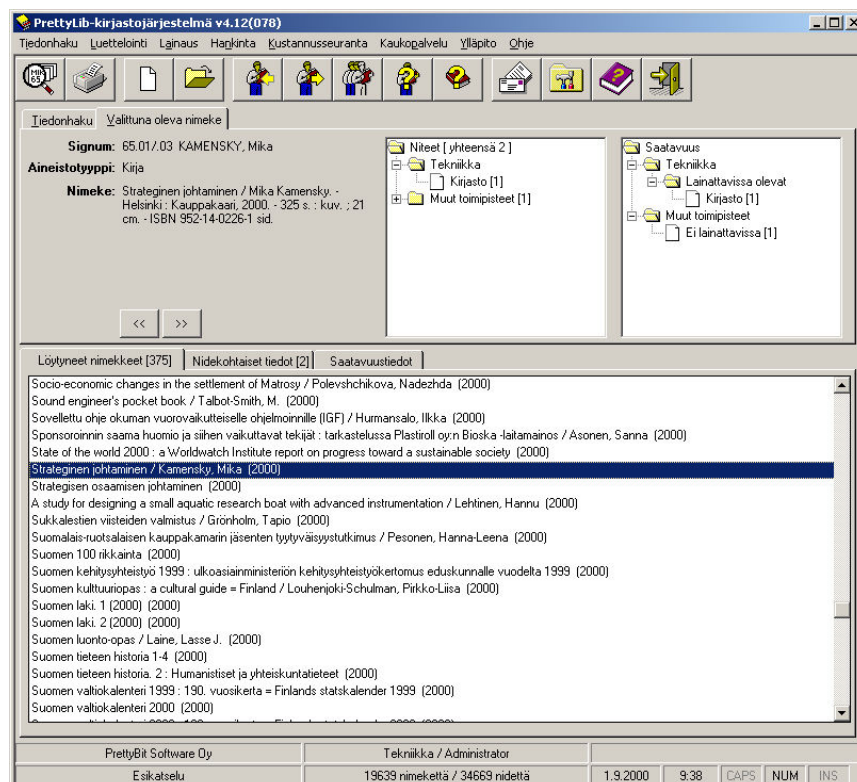 PrettyLib-kirjastojärjestelmä v4.12(078)
Tiedonhaku Luettelointi Lainaus Hankinta Kustannusseuranta Kaukopalvelu Ylläpito Ohje
MIN
65
Tiedonhaku Valittuna oleva nimeke
Signum: 65.01/.03 KAMENSKY, Mika
Aineistotyyppi: Kirja
Nimeke: Strateginen johtaminen / Mika Kamensky. -
Helsinki : Kauppakaari, 2000. - 325 s. : kuv. ; 21
cm. - ISBN 952-14-0226-1 sid.
<< >>
Niteet [ yhteensä 2 ]
Tekniikka
Kirjasto [1]
Muut toimipisteet [1]
Saatavuus
Tekniikka
Lainattavissa olevat
Kirjasto [1]
Muut toimipisteet
Ei lainattavissa [1]
Löytyneet nimekkeet [375] Nidekohtaiset tiedot [2] Saatavuustiedot
Socio-economic changes in the settlement of Matrosy / Polevshchikova, Nadezhda (2000)
Sound engineer's pocket book / Talbot-Smith, M. (2000)
Sovellettu ohje okuman vuorovaikutteiselle ohjelmoinnille (IGF) / Hurmansalo, Ilkka (2000)
Sponsoroinnin saama huomio ja siihen vaikuttavat tekijät : tarkastelussa Plastiroll oy:n Bioska -laitamainos / Asonen, Sanna (2000)
State of the world 2000 : a Worldwatch Institute report on progress toward a sustainable society (2000)
Strateginen johtaminen / Kamensky, Mika (2000)
Strategisen osaamisen johtaminen (2000)
A study for designing a small aquatic research boat with advanced instrumentation / Lehtinen, Hannu (2000)
Sukkalestien viisteiden valmistus / Grönholm, Tapio (2000)
Suomalais-ruotsalaisen kauppakamarin jäsenten tyytyväisyystutkimus / Pesonen, Hanna-Leena (2000)
Suomen 100 rikkainta (2000)
Suomen kehitysyhteistyö 1999 : ulkoasiainministeriön kehitysyhteistyökertomus eduskunnalle vuodelta 1999 (2000)
Suomen kulttuuriopas : a cultural guide = Finland / Louhenjoki-Schulman, Pirkko-Liisa (2000)
Suomen laki. 1 (2000) (2000)
Suomen laki. 2 (2000) (2000)
Suomen luonto-opas / Laine, Lasse J. (2000)
Suomen tieteen historia 1-4 (2000)
Suomen tieteen historia. 2 : Humanistiset ja yhteiskuntatieteet (2000)
Suomen valtiokalenteri 1999 : 190. vuosikerta = Finlands statskalender 1999 (2000)
Suomen valtiokalenteri 2000 (2000)
PrettyBit Software Oy Tekniikka / Administrator
Esikatselu 19639 nimekettä / 34669 nidettä 1.9.2000 9:38 CAPS NUM INS